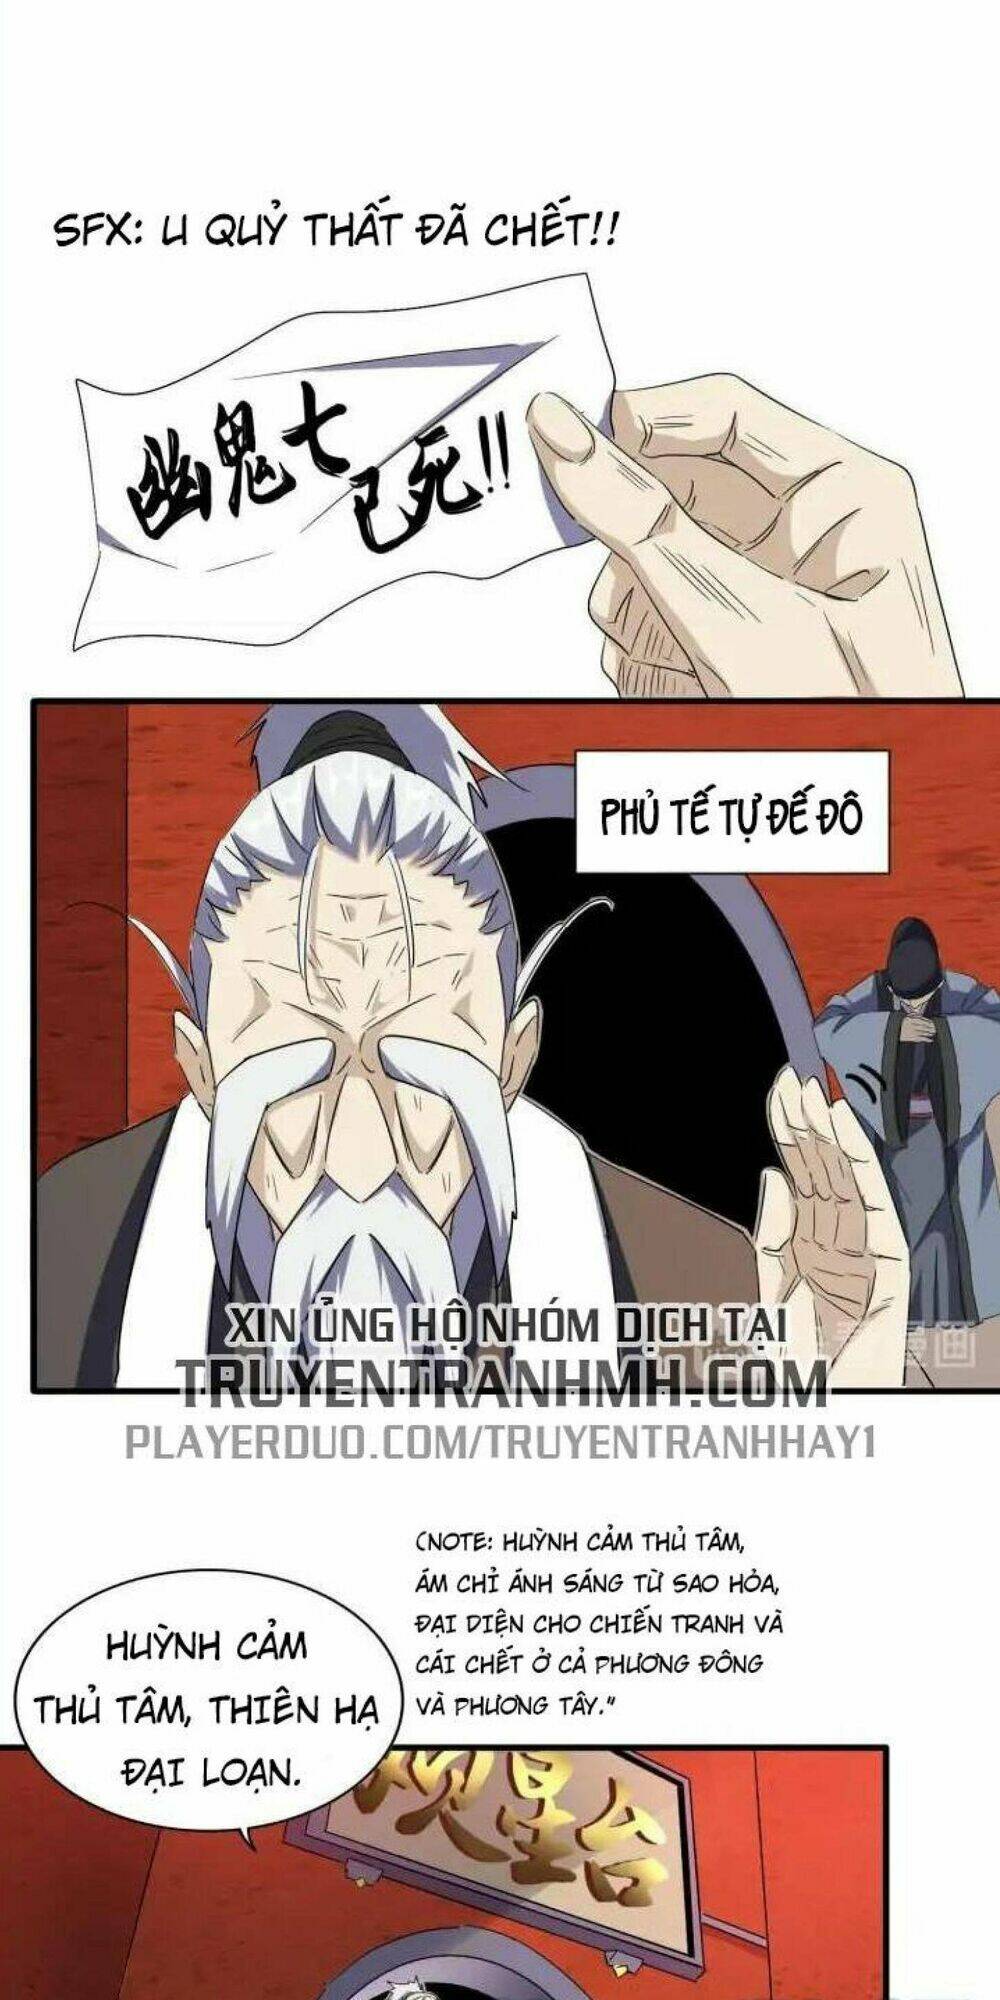 SFX: U QUỶ THẤT ĐÃ CHẾT!!
幽鬼七
已死!!
PHỦ TẾ TỰ ĐẾ ĐÔ
XIN ỦNG HỘ NHÓM DỊCH TẠI
TRUYENTRANHMH.COM
PLAYERDUO.COM/TRUYENTRANHHAY1
(NOTE: HUỲNH CẢM THỦ TÂM,
ÁM CHỈ ÁNH SÁNG TỪ SAO HỎA,
ĐẠI DIỆN CHO CHIẾN TRANH VÀ
CÁI CHẾT Ở CẢ PHƯƠNG ĐÔNG
VÀ PHƯƠNG TÂY."
HUỲNH CẢM
THỦ TÂM, THIÊN HẠ
ĐẠI LOẠN.
观星台